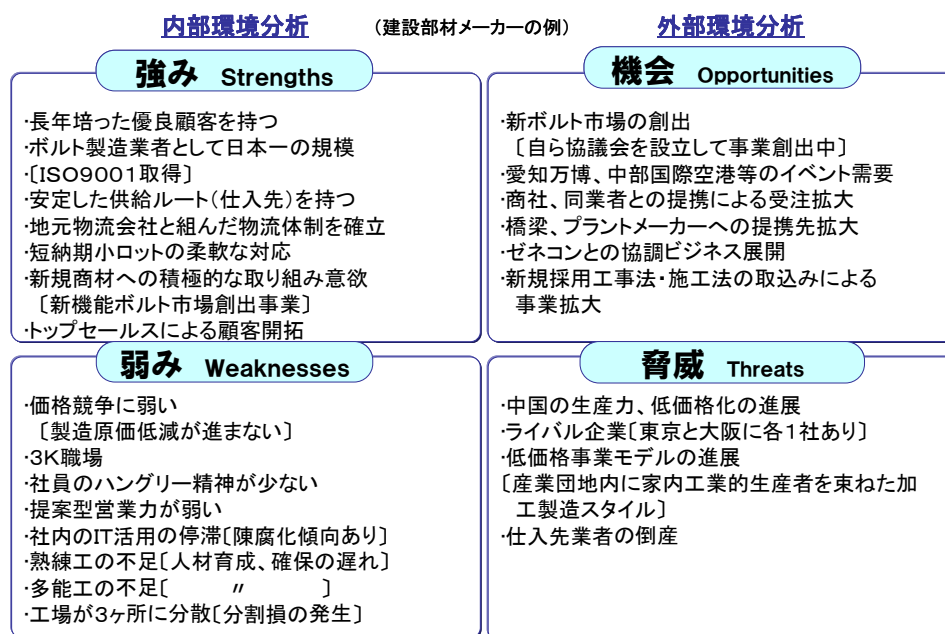 内部環境分析 （建設部材メーカーの例） 外部環境分析
強み Strengths
・長年培った優良顧客を持つ
・ボルト製造業者として日本一の規模
・〔ISO9001取得〕
・安定した供給ルート（仕入先）を持つ
・地元物流会社と組んだ物流体制を確立
・短納期小ロットの柔軟な対応
・新規商材への積極的な取り組み意欲
〔新機能ボルト市場創出事業〕
・トップセールスによる顧客開拓
機会 Opportunities
・新ボルト市場の創出
〔自ら協議会を設立して事業創出中〕
・愛知万博、中部国際空港等のイベント需要
・商社、同業者との提携による受注拡大
・橋梁、プラントメーカーへの提携先拡大
・ゼネコンとの協調ビジネス展開
・新規採用工事法・施工法の取込みによる
事業拡大
弱み Weaknesses
・価格競争に弱い
〔製造原価低減が進まない〕
・3K職場
・社員のハングリー精神が少ない
・提案型営業力が弱い
・社内のIT活用の停滞〔陳腐化傾向あり〕
・熟練工の不足〔人材育成、確保の遅れ〕
・多能工の不足〔 〃 〕
・工場が3ヶ所に分散〔分割損の発生〕
脅威 Threats
・中国の生産力、低価格化の進展
・ライバル企業〔東京と大阪に各1社あり〕
・低価格事業モデルの進展
〔産業団地内に家内工業的生産者を束ねた加
工製造スタイル〕
・仕入先業者の倒産